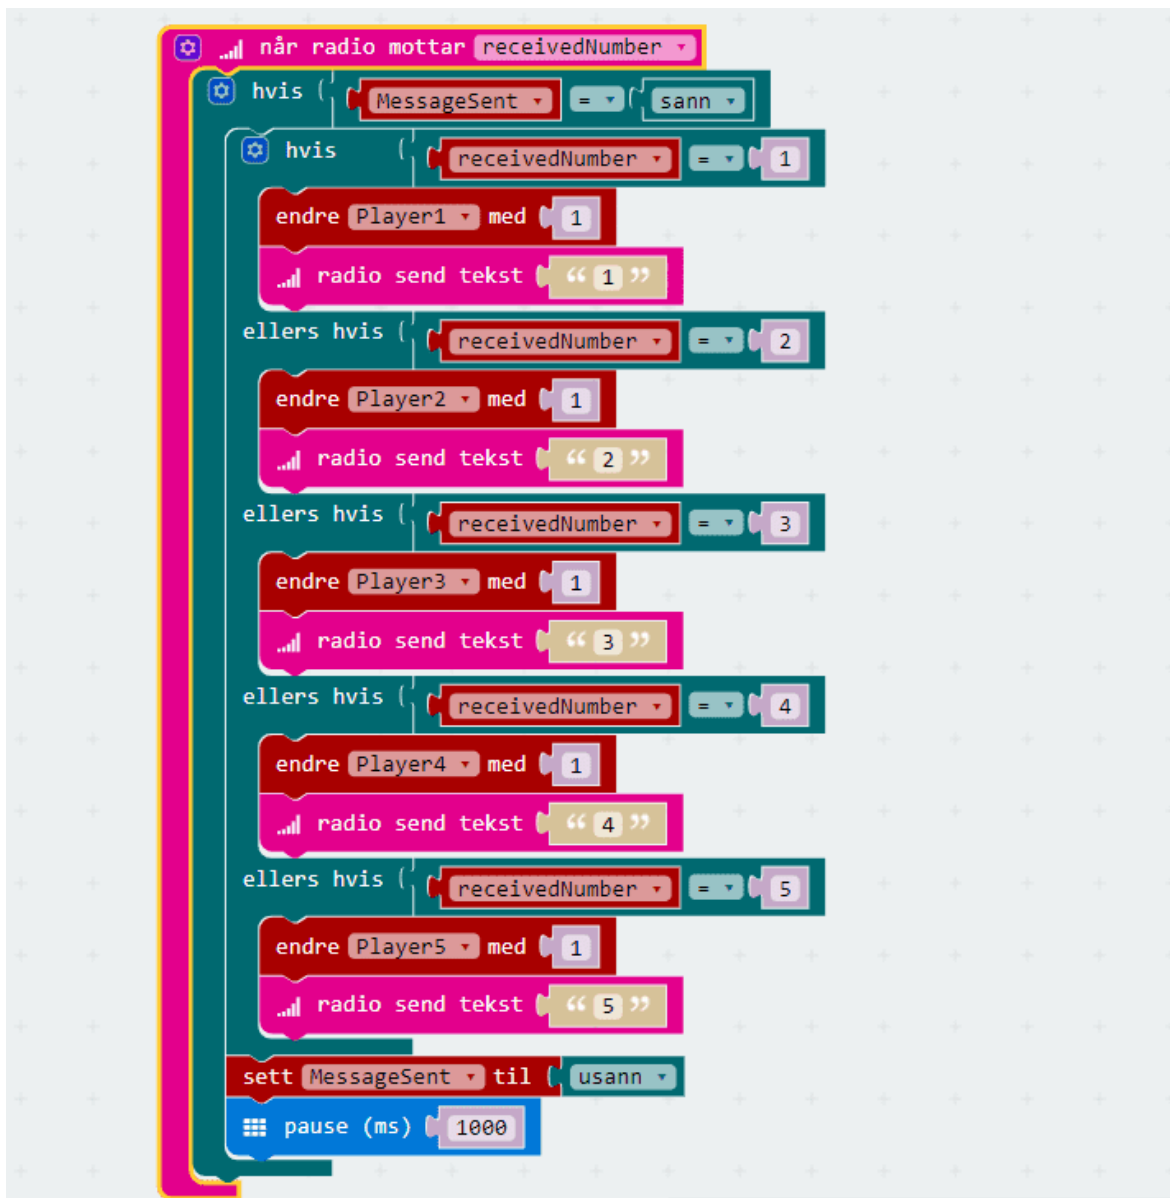 når radio mottar receivedNumber
hvis MessageSent = sann
hvis receivedNumber = 1
endre Player1 med 1
radio send tekst “ 1 ”
ellers hvis receivedNumber = 2
endre Player2 med 1
radio send tekst “ 2 ”
ellers hvis receivedNumber = 3
endre Player3 med 1
radio send tekst “ 3 ”
ellers hvis receivedNumber = 4
endre Player4 med 1
radio send tekst “ 4 ”
ellers hvis receivedNumber = 5
endre Player5 med 1
radio send tekst “ 5 ”
sett MessageSent til usann
pause (ms) 1000